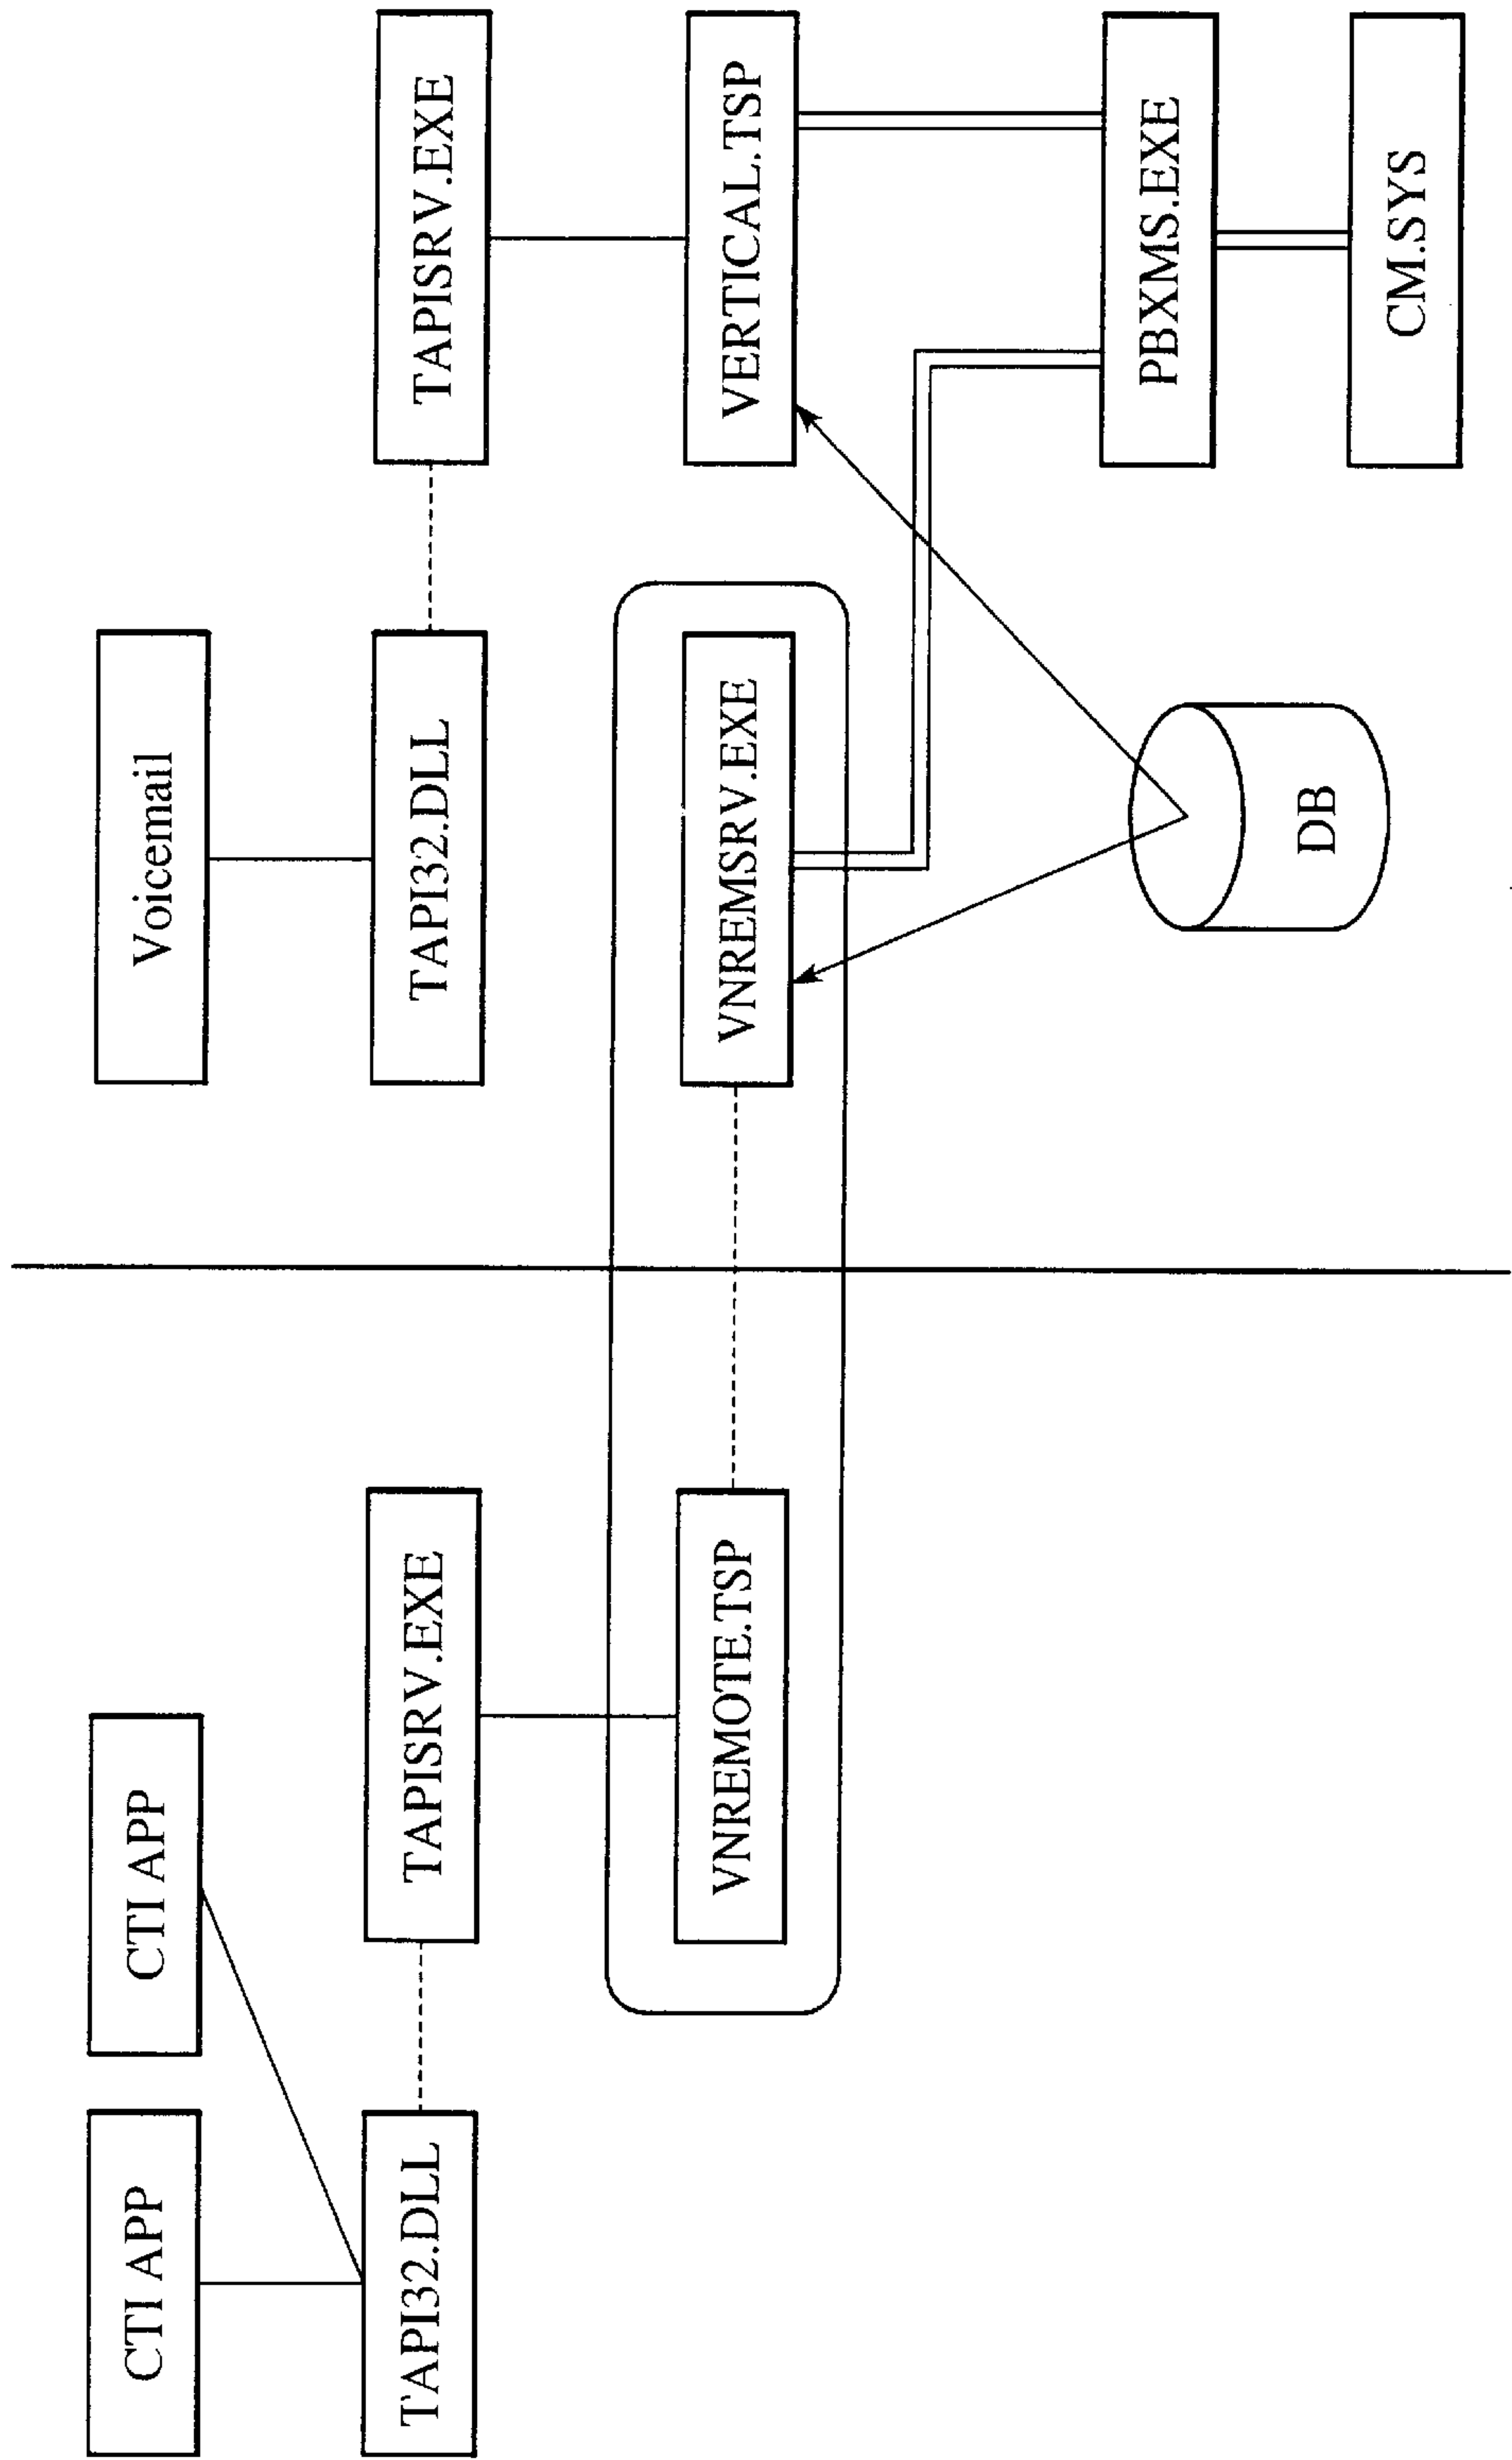 CTI APP
CTI APP
Voicemail
TAPI32.DLL
TAPISRV.EXE
TAPI32.DLL
TAPISRV.EXE
VNREMOTE.TSP
VNREMSRV.EXE
VERTICAL.TSP
PBXMS.EXE
DB
CM.SYS